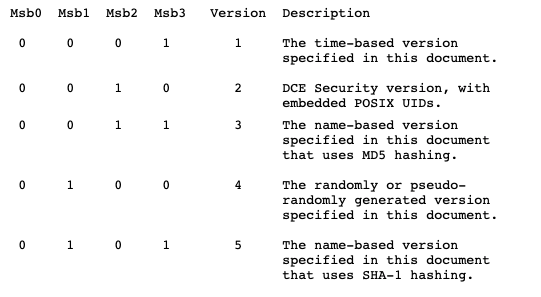 Msb0 Msb1 Msb2 Msb3 Version Description
0 0 0 1 1 The time-based version
specified in this document.
0 0 1 0 2 DCE Security version, with
embedded POSIX UIDs.
0 0 1 1 3 The name-based version
specified in this document
that uses MD5 hashing.
0 1 0 0 4 The randomly or pseudo-
randomly generated version
specified in this document.
0 1 0 1 5 The name-based version
specified in this document
that uses SHA-1 hashing.